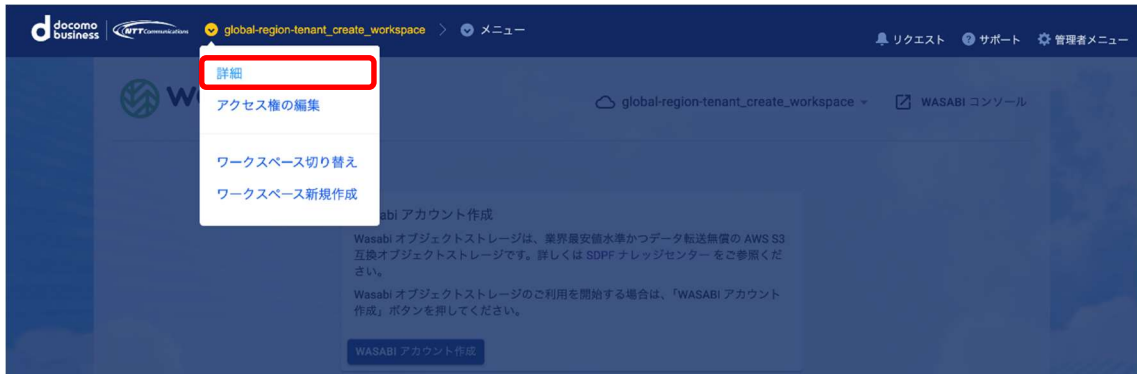 docomo business NTT Communications global-region-tenant_create_workspace > メニュー リクエスト サポート 管理者メニュー
詳細
アクセス権の編集
ワークスペース切り替え
ワークスペース新規作成
W
global-region-tenant_create_workspace
WASABI コンソール
abi アカウント作成
Wasabi オブジェクトストレージは、業界最安値水準かつデータ転送無償の AWS S3
互換オブジェクトストレージです。詳しくは SDPF ナレッジセンター をご参照くだ
さい。
Wasabi オブジェクトストレージのご利用を開始する場合は、「WASABI アカウント
作成」ボタンを押してください。
WASABI アカウント作成